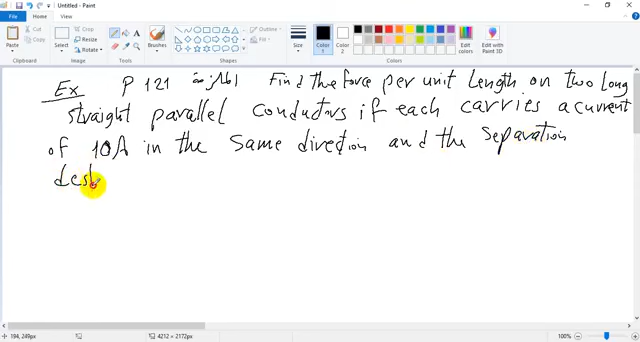 Untitled - Paint
File Home View
Paste
Clipboard
Select
Crop
Resize
Rotate
Image
Tools
Brushes
Shapes
Outline
Fill
Size
Color 1
Color 2
Edit colors
Edit with Paint 3D
Colors
Ex P 121 Find the force per unit Length on two long
straight parallel conductors if each carries a current
of 10A in the same direction and the separation
des
194, 249px
4212 × 2172px
100%